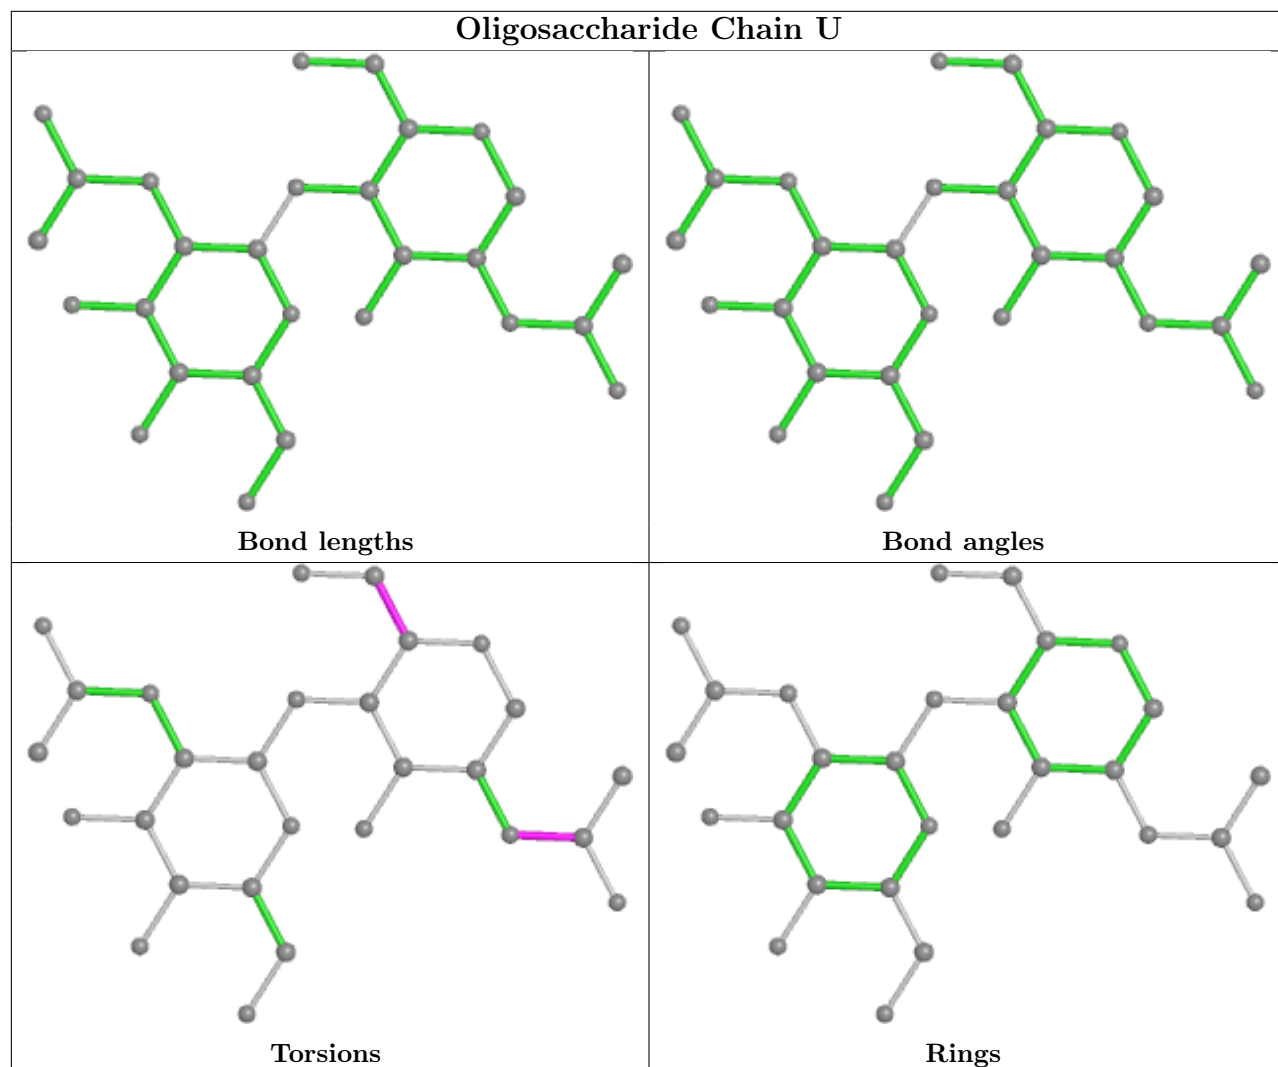 Oligosaccharide Chain U
Bond lengths
Bond angles
Torsions
Rings